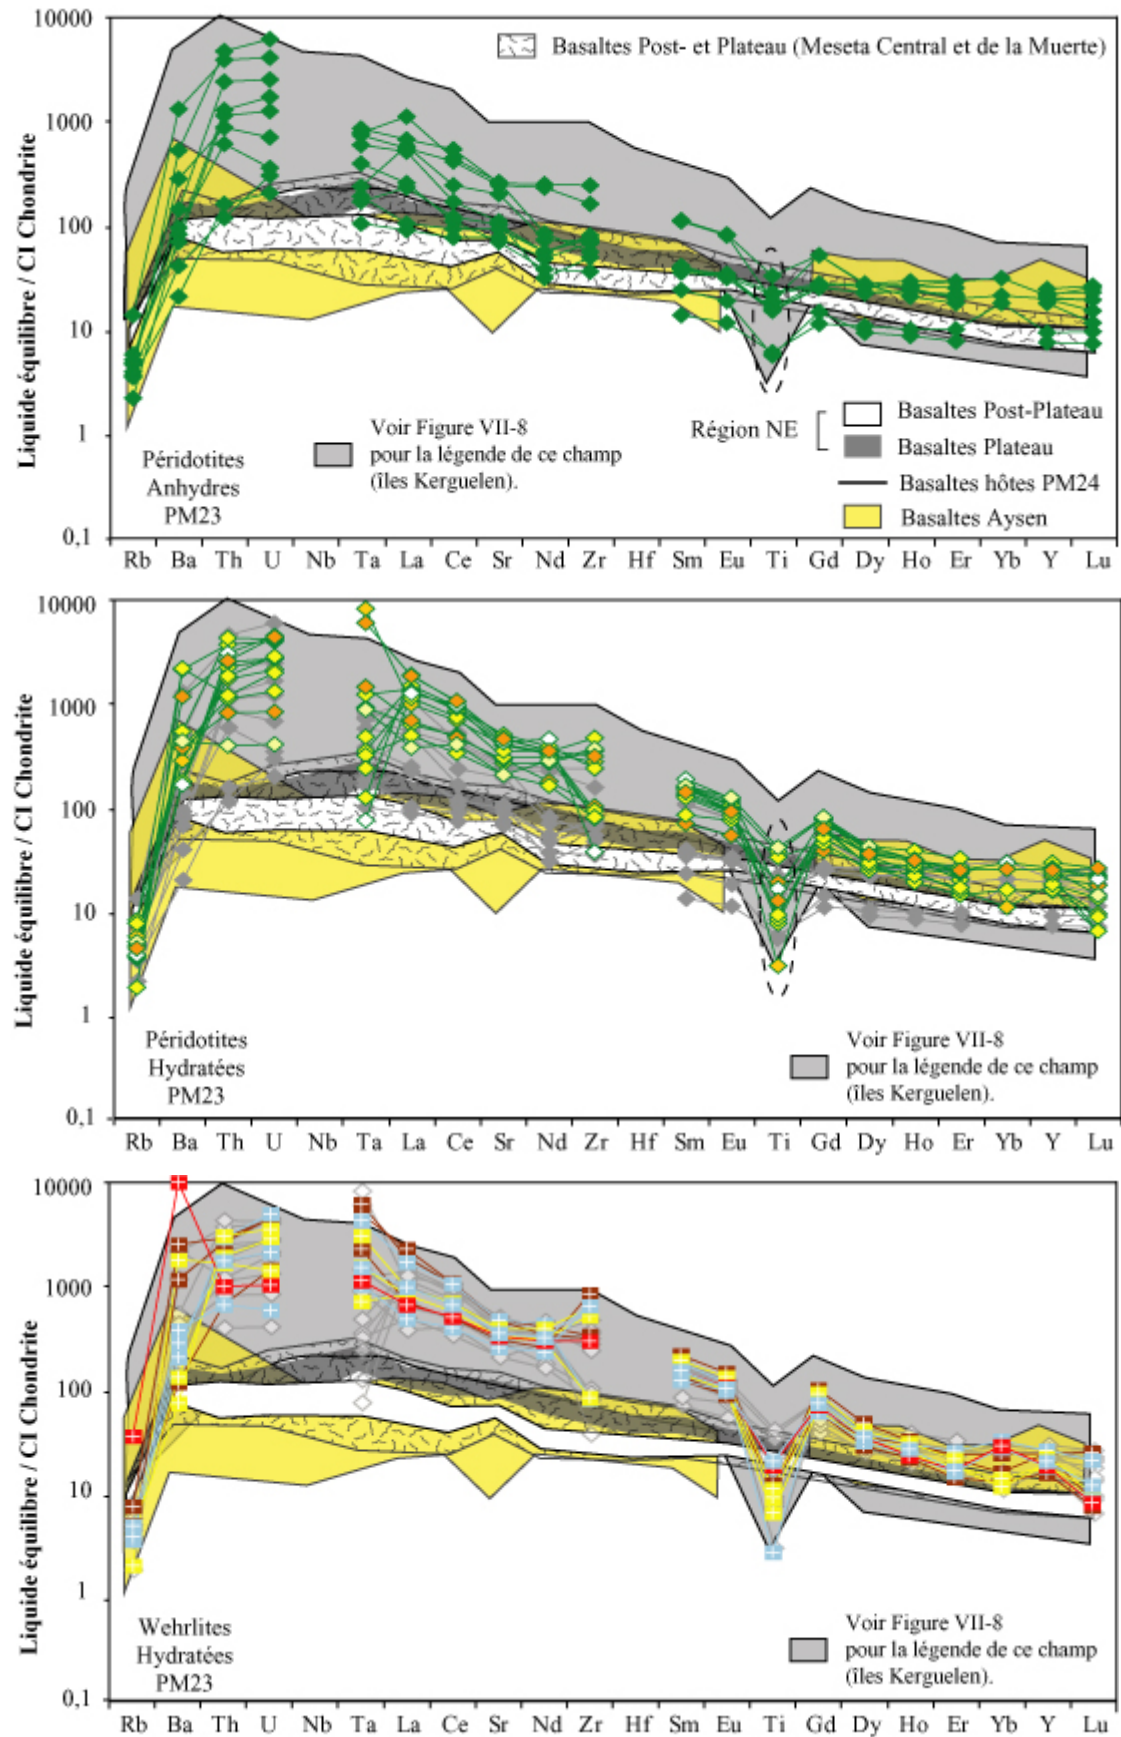 10000
1000
100
10
1
0,1
Liquide équilibre / CI Chondrite
Basaltes Post- et Plateau (Meseta Central et de la Muerte)
Péridotites
Anhydres
PM23
Voir Figure VII-8
pour la légende de ce champ
(îles Kerguelen).
Région NE
Basaltes Post-Plateau
Basaltes Plateau
Basaltes hôtes PM24
Basaltes Aysen
Rb Ba Th U Nb Ta La Ce Sr Nd Zr Hf Sm Eu Ti Gd Dy Ho Er Yb Y Lu
10000
1000
100
10
1
0,1
Liquide équilibre / CI Chondrite
Péridotites
Hydratées
PM23
Voir Figure VII-8
pour la légende de ce champ
(îles Kerguelen).
Rb Ba Th U Nb Ta La Ce Sr Nd Zr Hf Sm Eu Ti Gd Dy Ho Er Yb Y Lu
10000
1000
100
10
1
0,1
Liquide équilibre / CI Chondrite
Wehrlites
Hydratées
PM23
Voir Figure VII-8
pour la légende de ce champ
(îles Kerguelen).
Rb Ba Th U Nb Ta La Ce Sr Nd Zr Hf Sm Eu Ti Gd Dy Ho Er Yb Y Lu